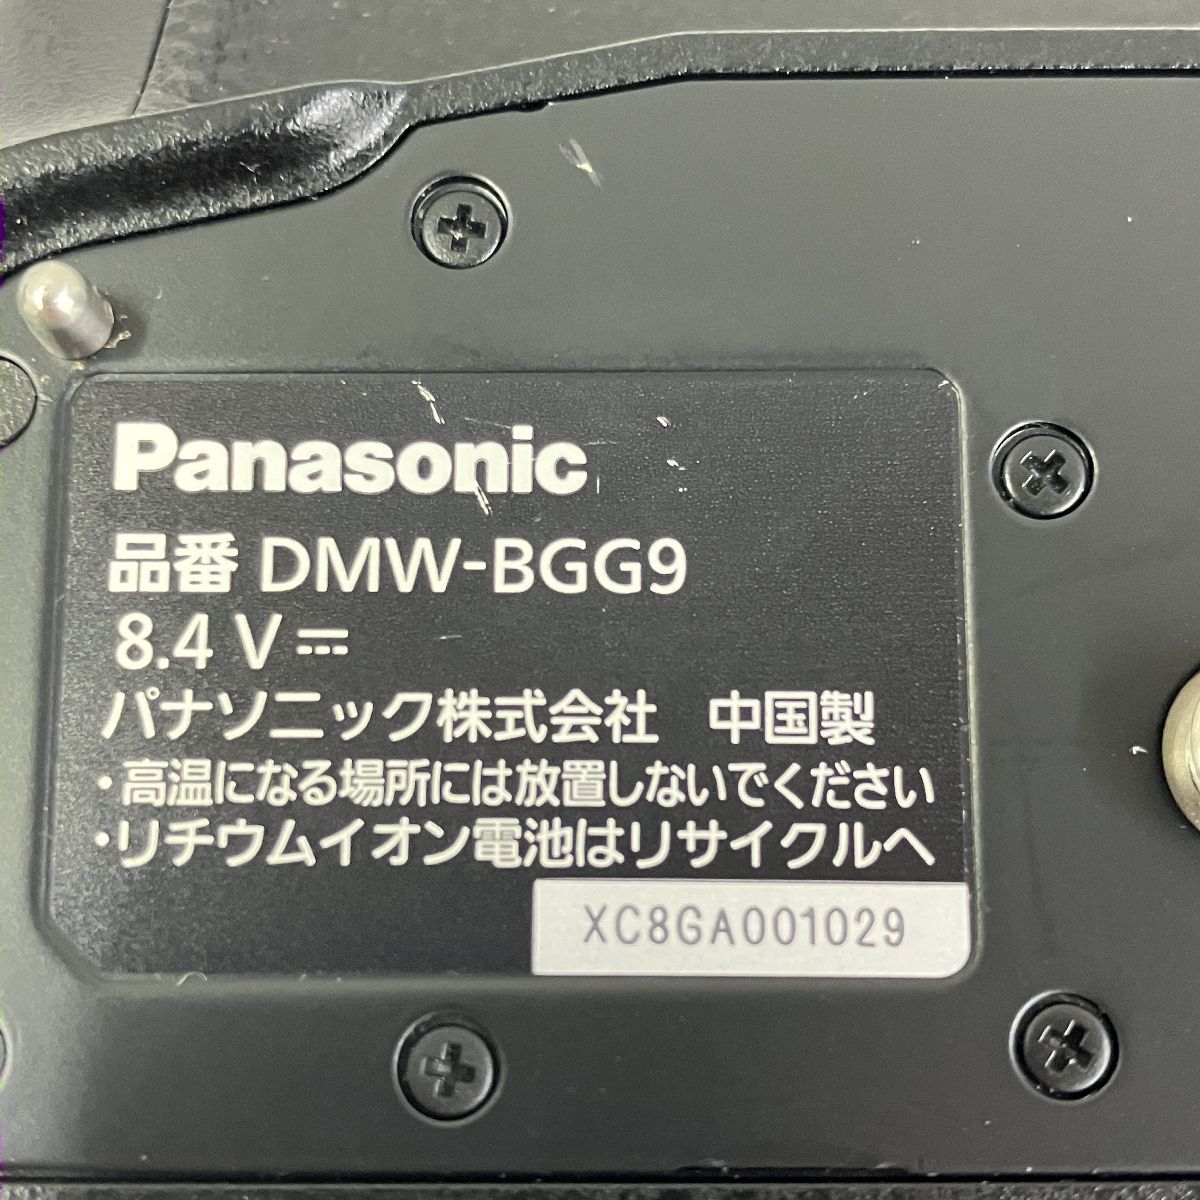 Panasonic
品番 DMW-BGG9
8.4 V ⎓
パナソニック株式会社 中国製
・高温になる場所には放置しないでください
・リチウムイオン電池はリサイクルへ
XC8GA001029